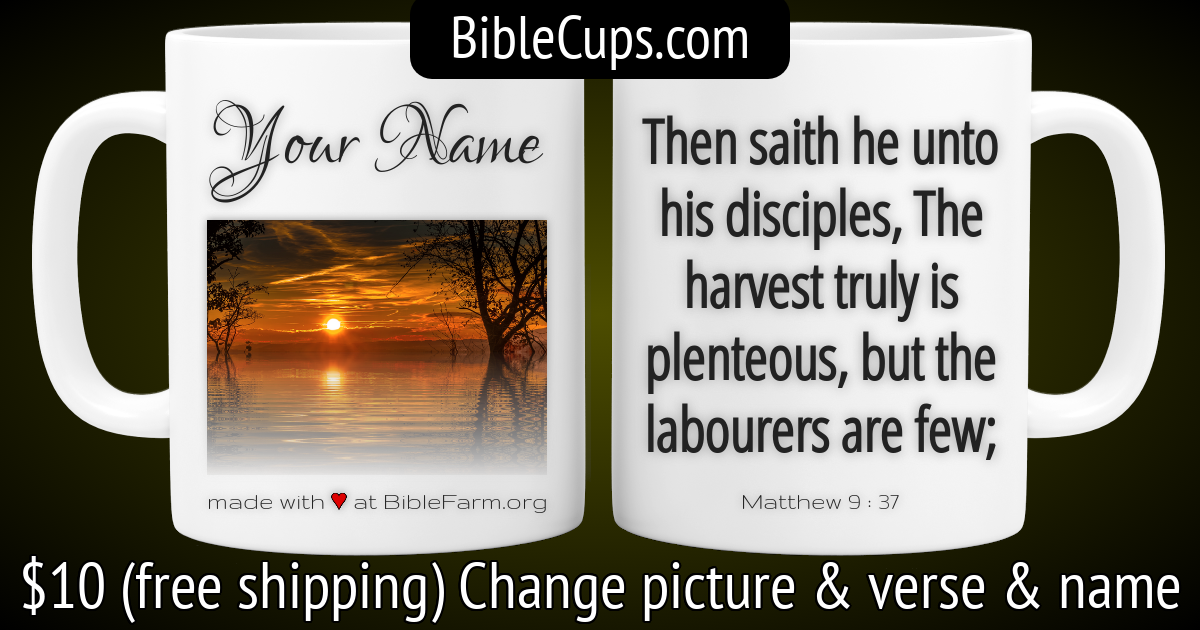 BibleCups.com
Your Name
made with ♥ at BibleFarm.org
Then saith he unto
his disciples, The
harvest truly is
plenteous, but the
labourers are few;
Matthew 9 : 37
$10 (free shipping) Change picture & verse & name